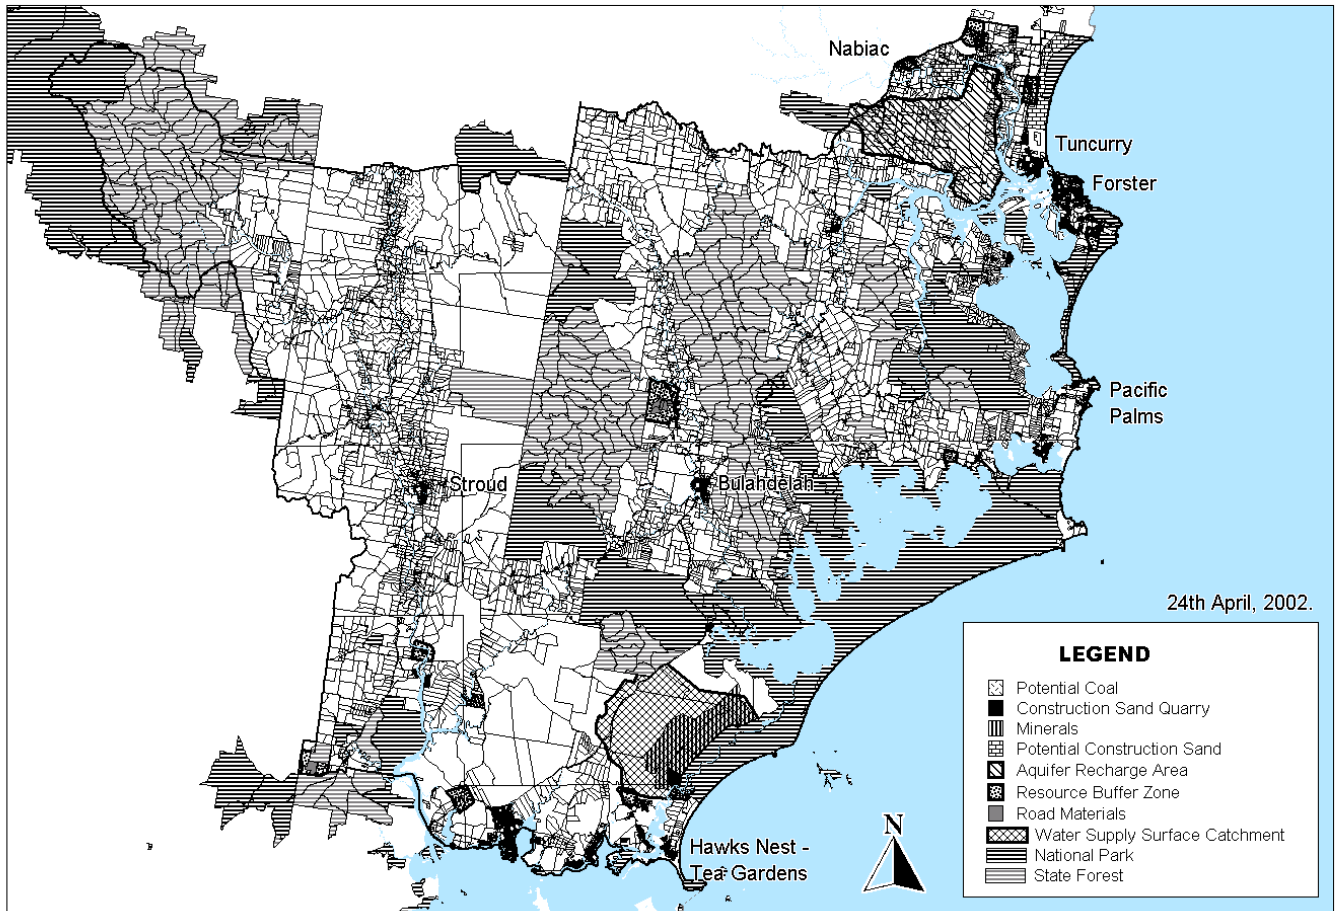 Nabiac
Tuncurry
Forster
Pacific
Palms
Stroud
Bulahdelah
24th April, 2002.
LEGEND
Potential Coal
Construction Sand Quarry
Minerals
Potential Construction Sand
Aquifer Recharge Area
Resource Buffer Zone
Road Materials
Water Supply Surface Catchment
National Park
State Forest
N
Hawks Nest -
Tea Gardens